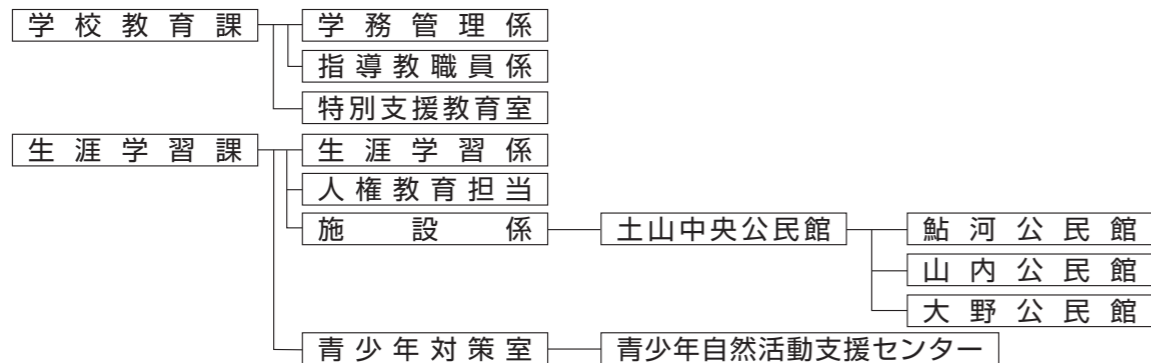 学校教育課 学務管理係
指導教職員係
特別支援教育室
生涯学習課 生涯学習係
人権教育担当
施設係 土山中央公民館 鮎河公民館
山内公民館
大野公民館
青少年対策室 青少年自然活動支援センター